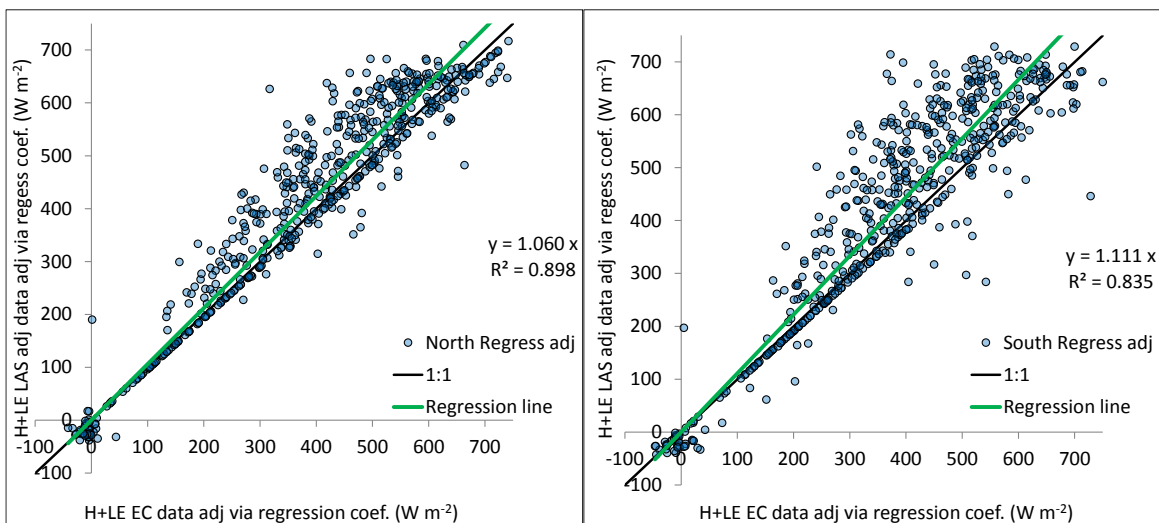 H+LE LAS adj data adj via regress coef. (W m⁻²)
700
600
500
400
300
200
100
0
-100
-100 0 100 200 300 400 500 600 700
y = 1.060 x
R² = 0.898
North Regress adj
1:1
Regression line
H+LE EC data adj via regression coef. (W m⁻²)
H+LE LAS adj data adj via regress coef. (W m⁻²)
700
600
500
400
300
200
100
0
-100
-100 0 100 200 300 400 500 600 700
y = 1.111 x
R² = 0.835
South Regress adj
1:1
Regression line
H+LE EC data adj via regression coef. (W m⁻²)